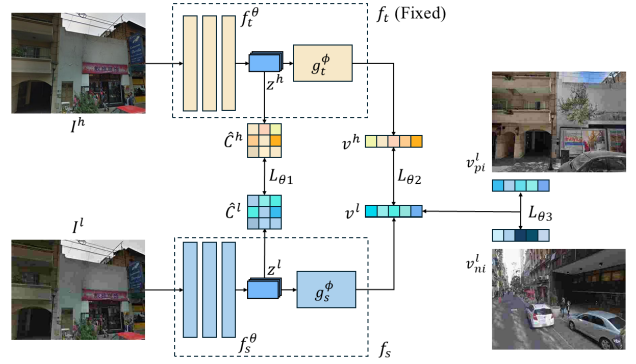 f_t^θ
f_t (Fixed)
g_t^ϕ
z^h
I^h
Ĉ^h
v^h
L_θ1
L_θ2
v_pi^l
I^l
Ĉ^l
v^l
L_θ3
z^l
v_ni^l
g_s^ϕ
f_s^θ
f_s